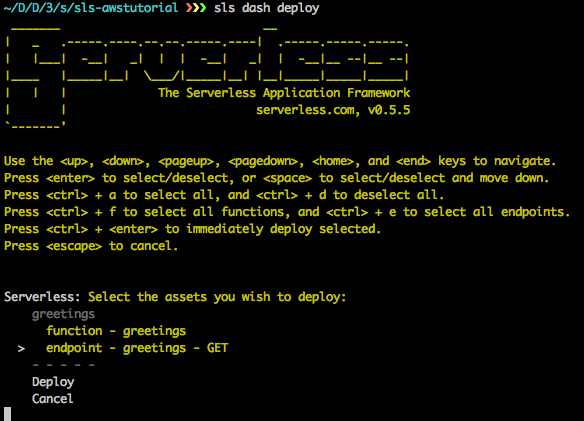 ~/D/D/3/s/sls-awstutorial ❯❯❯ sls dash deploy
The Serverless Application Framework
serverless.com, v0.5.5
Use the <up>, <down>, <pageup>, <pagedown>, <home>, and <end> keys to navigate.
Press <enter> to select/deselect, or <space> to select/deselect and move down.
Press <ctrl> + a to select all, and <ctrl> + d to deselect all.
Press <ctrl> + f to select all functions, and <ctrl> + e to select all endpoints.
Press <ctrl> + <enter> to immediately deploy selected.
Press <escape> to cancel.
Serverless: Select the assets you wish to deploy:
greetings
function - greetings
> endpoint - greetings - GET
- - - - -
Deploy
Cancel